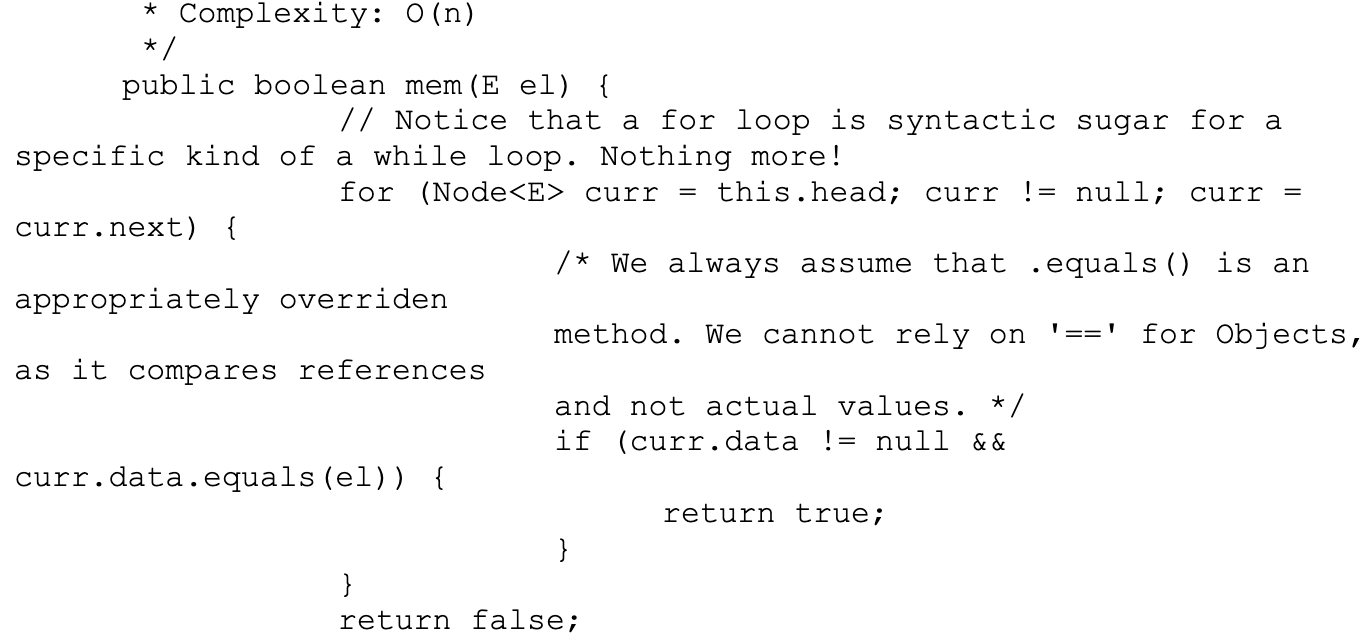 * Complexity: O(n)
*/
public boolean mem(E el) {
// Notice that a for loop is syntactic sugar for a
specific kind of a while loop. Nothing more!
for (Node<E> curr = this.head; curr != null; curr =
curr.next) {
/* We always assume that .equals() is an
appropriately overriden
method. We cannot rely on '==' for Objects,
as it compares references
and not actual values. */
if (curr.data != null &&
curr.data.equals(el)) {
return true;
}
}
return false;